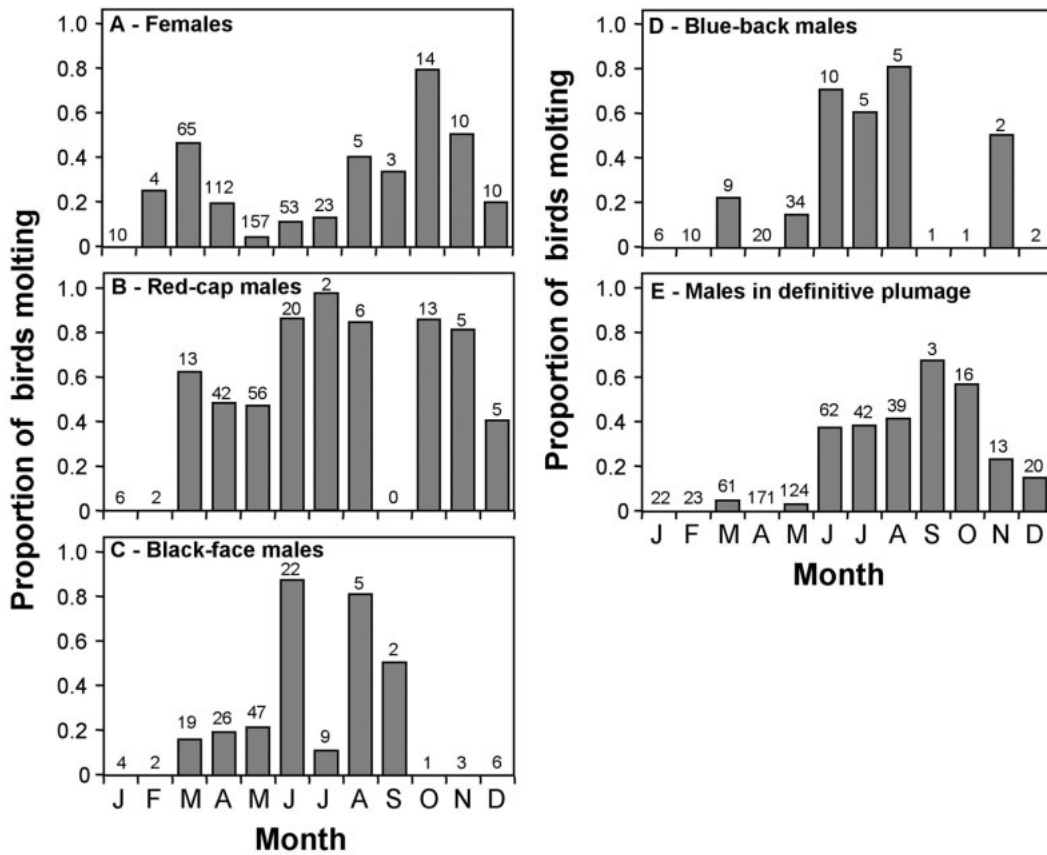 Proportion of birds molting
A - Females
1.0
0.8
0.6
0.4
0.2
0
10 4 65 112 157 53 23 5 3 14 10 10
B - Red-cap males
1.0
0.8
0.6
0.4
0.2
0
6 2 13 42 56 20 2 6 0 13 5 5
C - Black-face males
1.0
0.8
0.6
0.4
0.2
0
4 2 19 26 47 22 9 5 2 1 3 6
J F M A M J J A S O N D
Month
Proportion of birds molting
D - Blue-back males
1.0
0.8
0.6
0.4
0.2
0
6 10 9 20 34 10 5 5 1 1 2 2
E - Males in definitive plumage
1.0
0.8
0.6
0.4
0.2
0
22 23 61 171 124 62 42 39 3 16 13 20
J F M A M J J A S O N D
Month